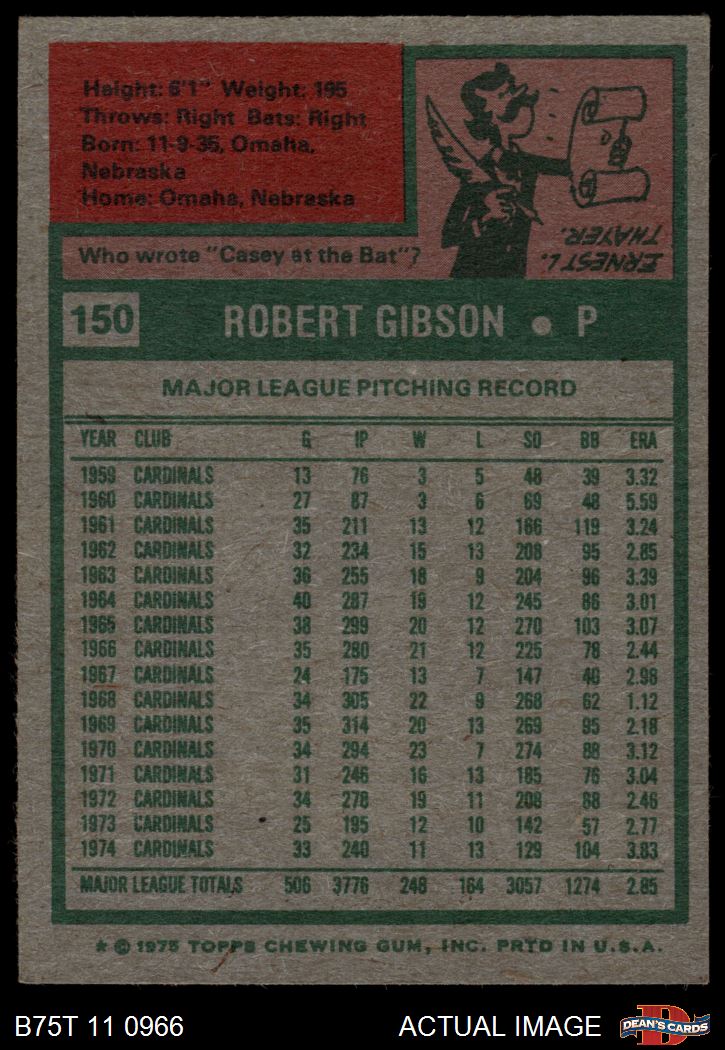 Height: 6'1" Weight: 195
Throws: Right Bats: Right
Born: 11-9-35, Omaha,
Nebraska
Home: Omaha, Nebraska
Who wrote "Casey at the Bat"?
ERNEST L.
THAYER.
150 ROBERT GIBSON • P
MAJOR LEAGUE PITCHING RECORD
YEAR CLUB G IP W L SO BB ERA
1959 CARDINALS 13 76 3 5 48 39 3.32
1960 CARDINALS 27 87 3 6 69 48 5.59
1961 CARDINALS 35 211 13 12 166 119 3.24
1962 CARDINALS 32 234 15 13 208 95 2.85
1963 CARDINALS 36 255 18 9 204 96 3.39
1964 CARDINALS 40 287 19 12 245 86 3.01
1965 CARDINALS 38 299 20 12 270 103 3.07
1966 CARDINALS 35 280 21 12 225 78 2.44
1967 CARDINALS 24 175 13 7 147 40 2.98
1968 CARDINALS 34 305 22 9 268 62 1.12
1969 CARDINALS 35 314 20 13 269 95 2.18
1970 CARDINALS 34 294 23 7 274 88 3.12
1971 CARDINALS 31 246 16 13 185 76 3.04
1972 CARDINALS 34 278 19 11 208 88 2.46
1973 CARDINALS 25 195 12 10 142 57 2.77
1974 CARDINALS 33 240 11 13 129 104 3.83
MAJOR LEAGUE TOTALS 506 3776 248 164 3057 1274 2.85
* © 1975 TOPPS CHEWING GUM, INC. PRTD IN U.S.A.
B75T 11 0966 ACTUAL IMAGE D DEAN'S CARDS